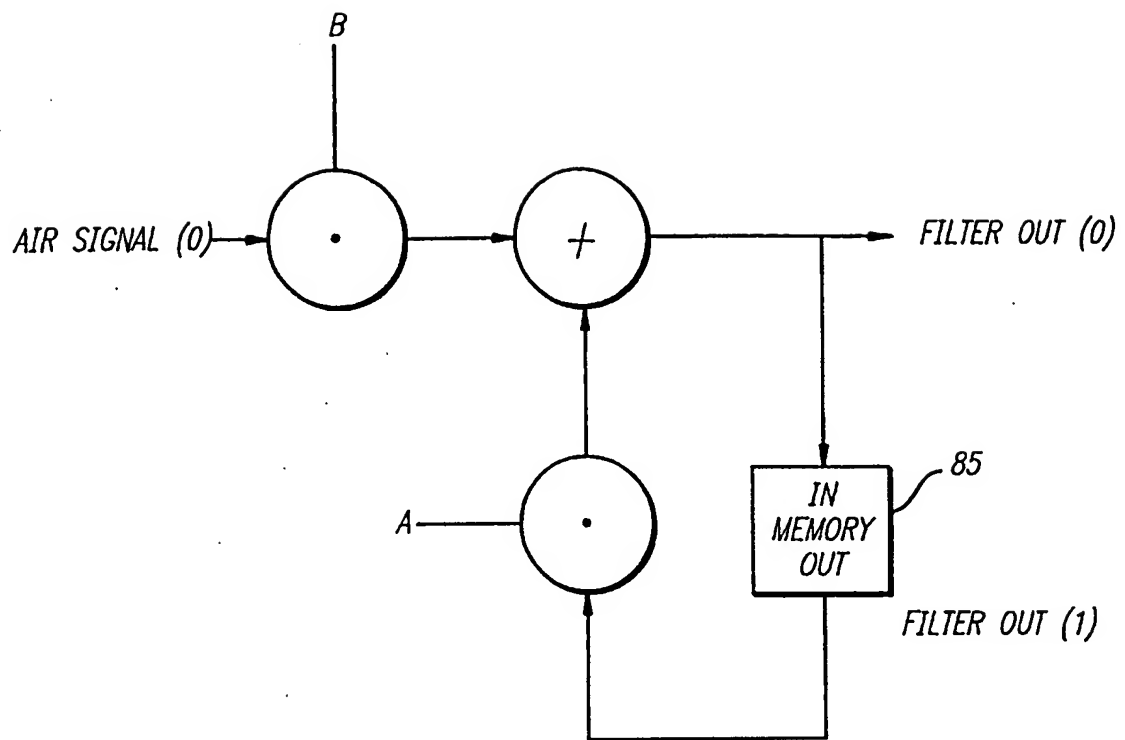 B
AIR SIGNAL (0)
·
+
FILTER OUT (0)
85
IN
MEMORY
OUT
A
·
FILTER OUT (1)